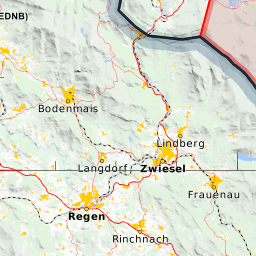 EDNB)
Bodenmais
Lindberg
Langdorf
Zwiesel
Frauenau
Regen
Rinchnach